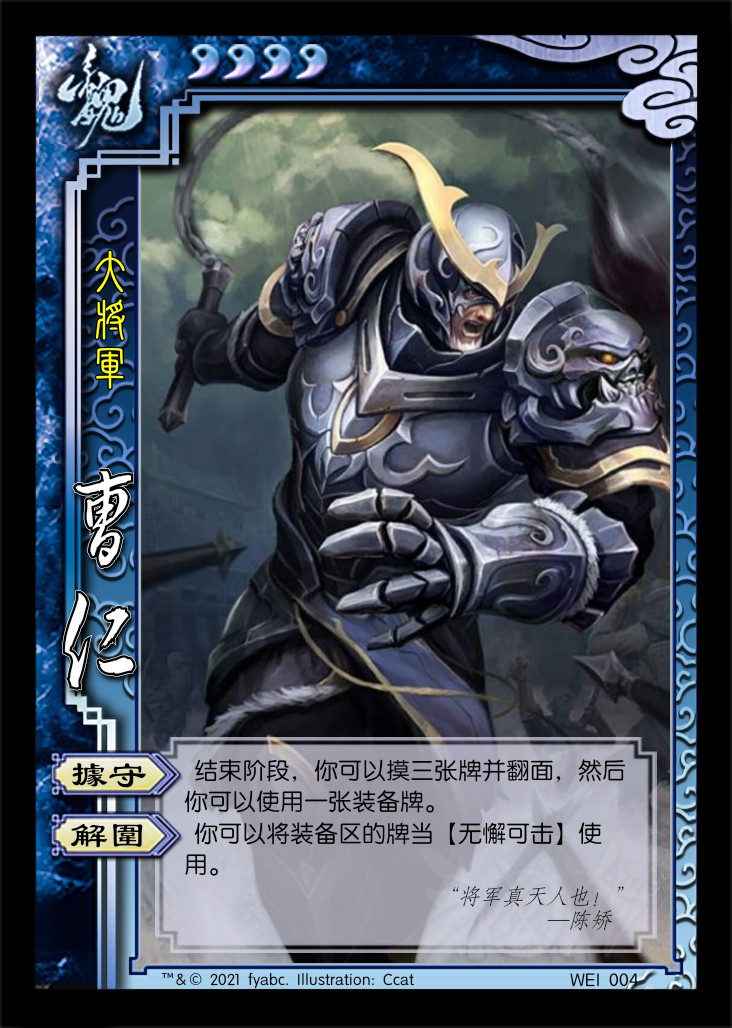 魏
大將軍
曹仁
據守
结束阶段，你可以摸三张牌并翻面，然后
你可以使用一张装备牌。
解圍
你可以将装备区的牌当【无懈可击】使
用。
“将军真天人也！”
—陈矫
™&© 2021 fyabc. Illustration: Ccat
WEI 004